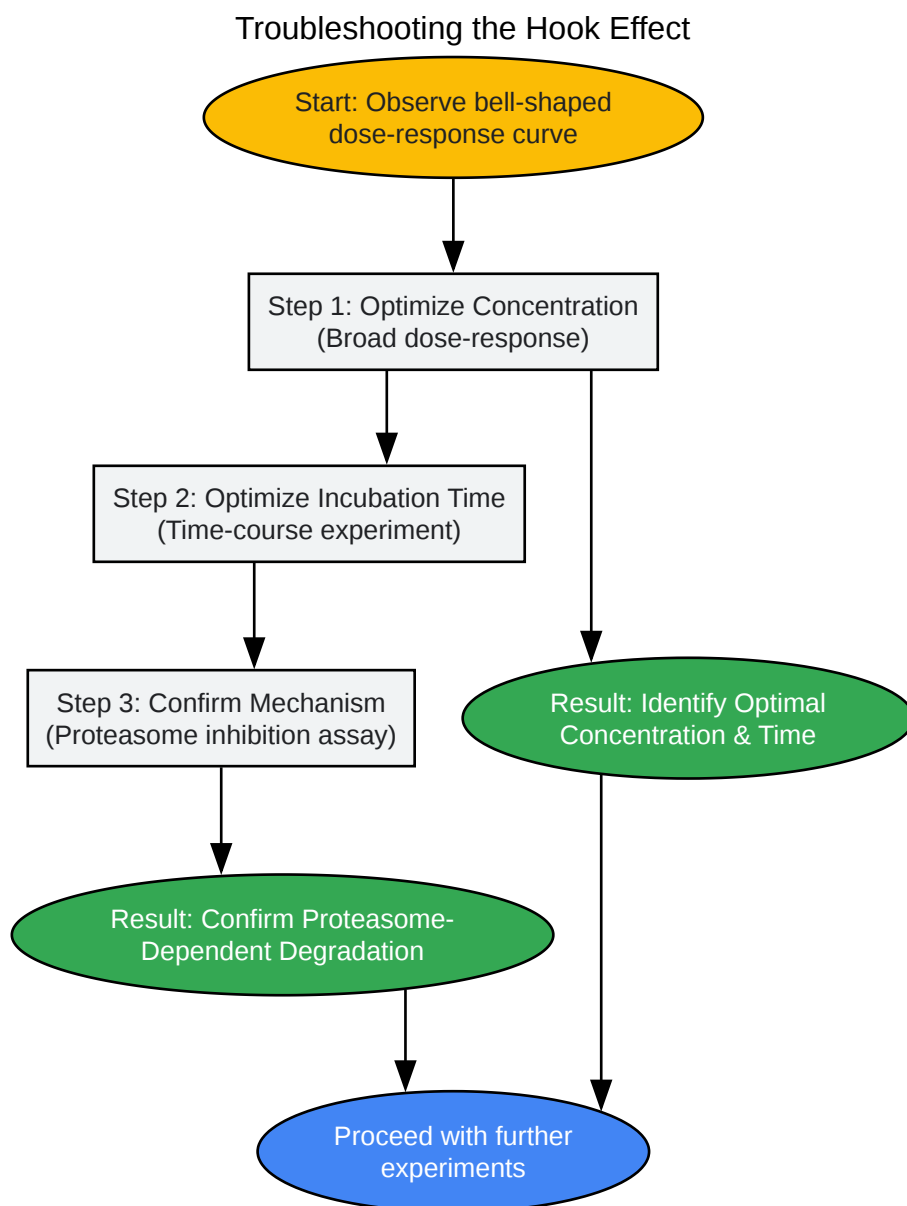 Troubleshooting the Hook Effect
Start: Observe bell-shaped
dose-response curve
Step 1: Optimize Concentration
(Broad dose-response)
Step 2: Optimize Incubation Time
(Time-course experiment)
Step 3: Confirm Mechanism
(Proteasome inhibition assay)
Result: Identify Optimal
Concentration & Time
Result: Confirm Proteasome-
Dependent Degradation
Proceed with further
experiments